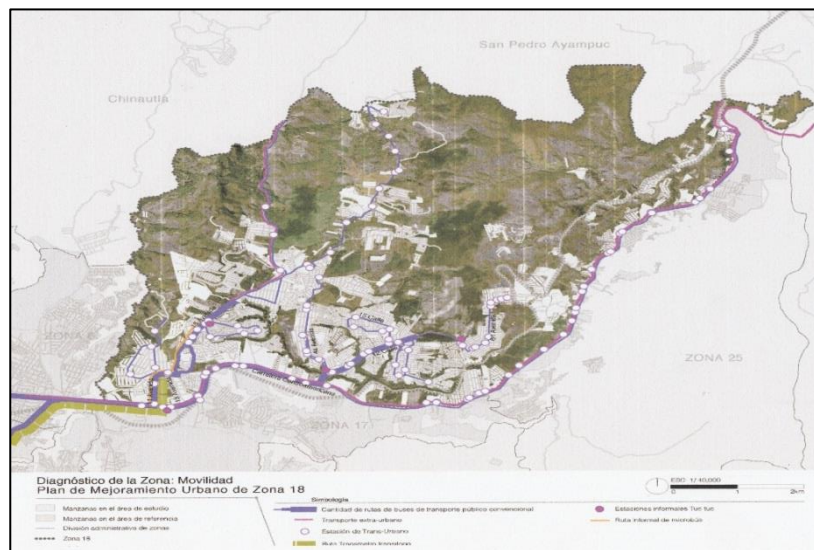 San Pedro Ayampuc
Chinautla
ZONA 6
ZONA 25
ZONA 17
Diagnóstico de la Zona: Movilidad
Plan de Mejoramiento Urbano de Zona 18
ESC: 1/40,000
0 1 2km
Simbología
Manzanas en el área de estudio
Manzanas en el área de referencia
División administrativa de zonas
Zona 18
Cantidad de rutas de buses de transporte público convencional
Transporte extra-urbano
Estación de Trans-Urbano
Ruta Transmetro
Estaciones informales Tuc tuc
Ruta informal de microbús